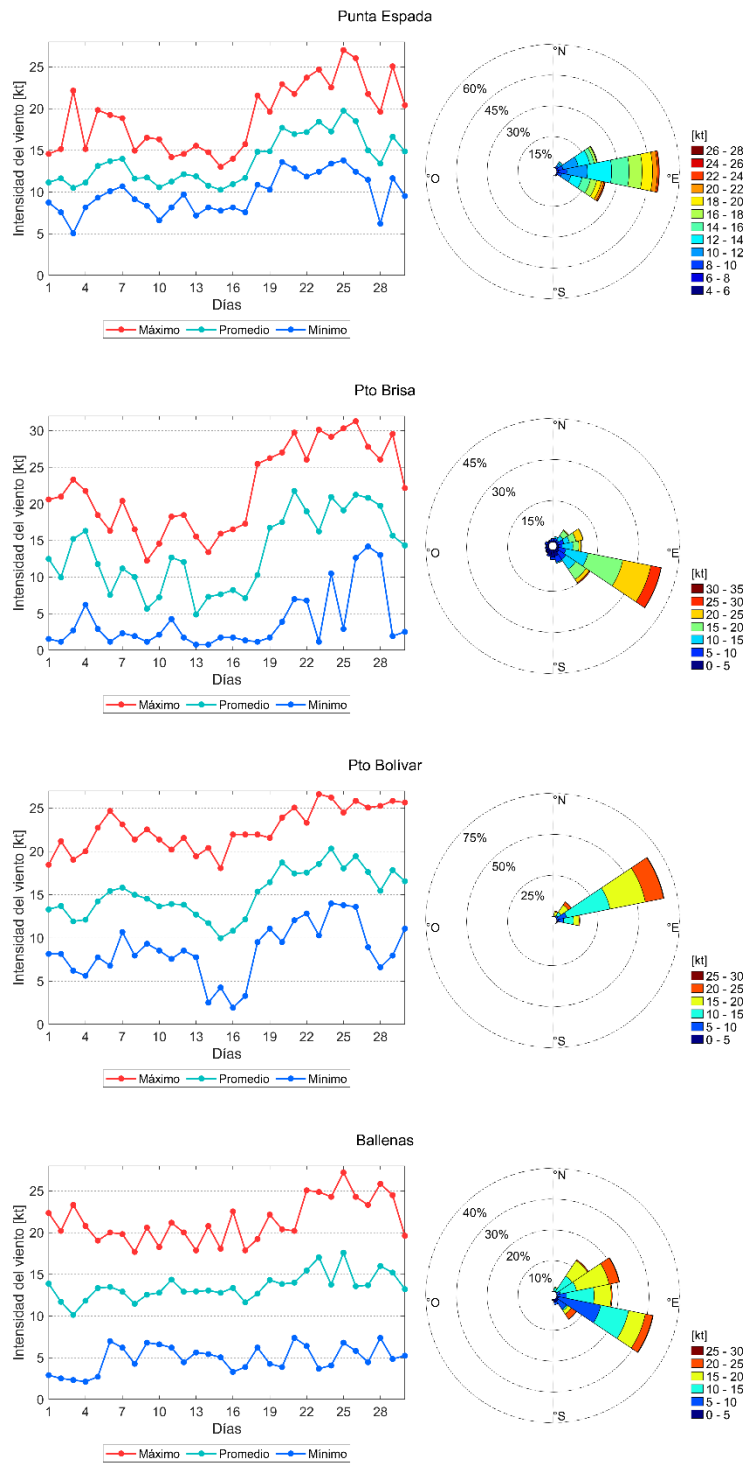 Punta Espada
Intensidad del viento [kt]
25
20
15
10
5
0
1 4 7 10 13 16 19 22 25 28
Días
Máximo Promedio Minimo
°N
60%
45%
30%
15%
°O
°E
°S
[kt]
26 - 28
24 - 26
22 - 24
20 - 22
18 - 20
16 - 18
14 - 16
12 - 14
10 - 12
8 - 10
6 - 8
4 - 6
Pto Brisa
Intensidad del viento [kt]
30
25
20
15
10
5
0
1 4 7 10 13 16 19 22 25 28
Días
Máximo Promedio Minimo
°N
45%
30%
15%
°O
°E
°S
[kt]
30 - 35
25 - 30
20 - 25
15 - 20
10 - 15
5 - 10
0 - 5
Pto Bolivar
Intensidad del viento [kt]
25
20
15
10
5
0
1 4 7 10 13 16 19 22 25 28
Días
Máximo Promedio Minimo
°N
75%
50%
25%
°O
°E
°S
[kt]
25 - 30
20 - 25
15 - 20
10 - 15
5 - 10
0 - 5
Ballenas
Intensidad del viento [kt]
25
20
15
10
5
0
1 4 7 10 13 16 19 22 25 28
Días
Máximo Promedio Minimo
°N
40%
30%
20%
10%
°O
°E
°S
[kt]
25 - 30
20 - 25
15 - 20
10 - 15
5 - 10
0 - 5